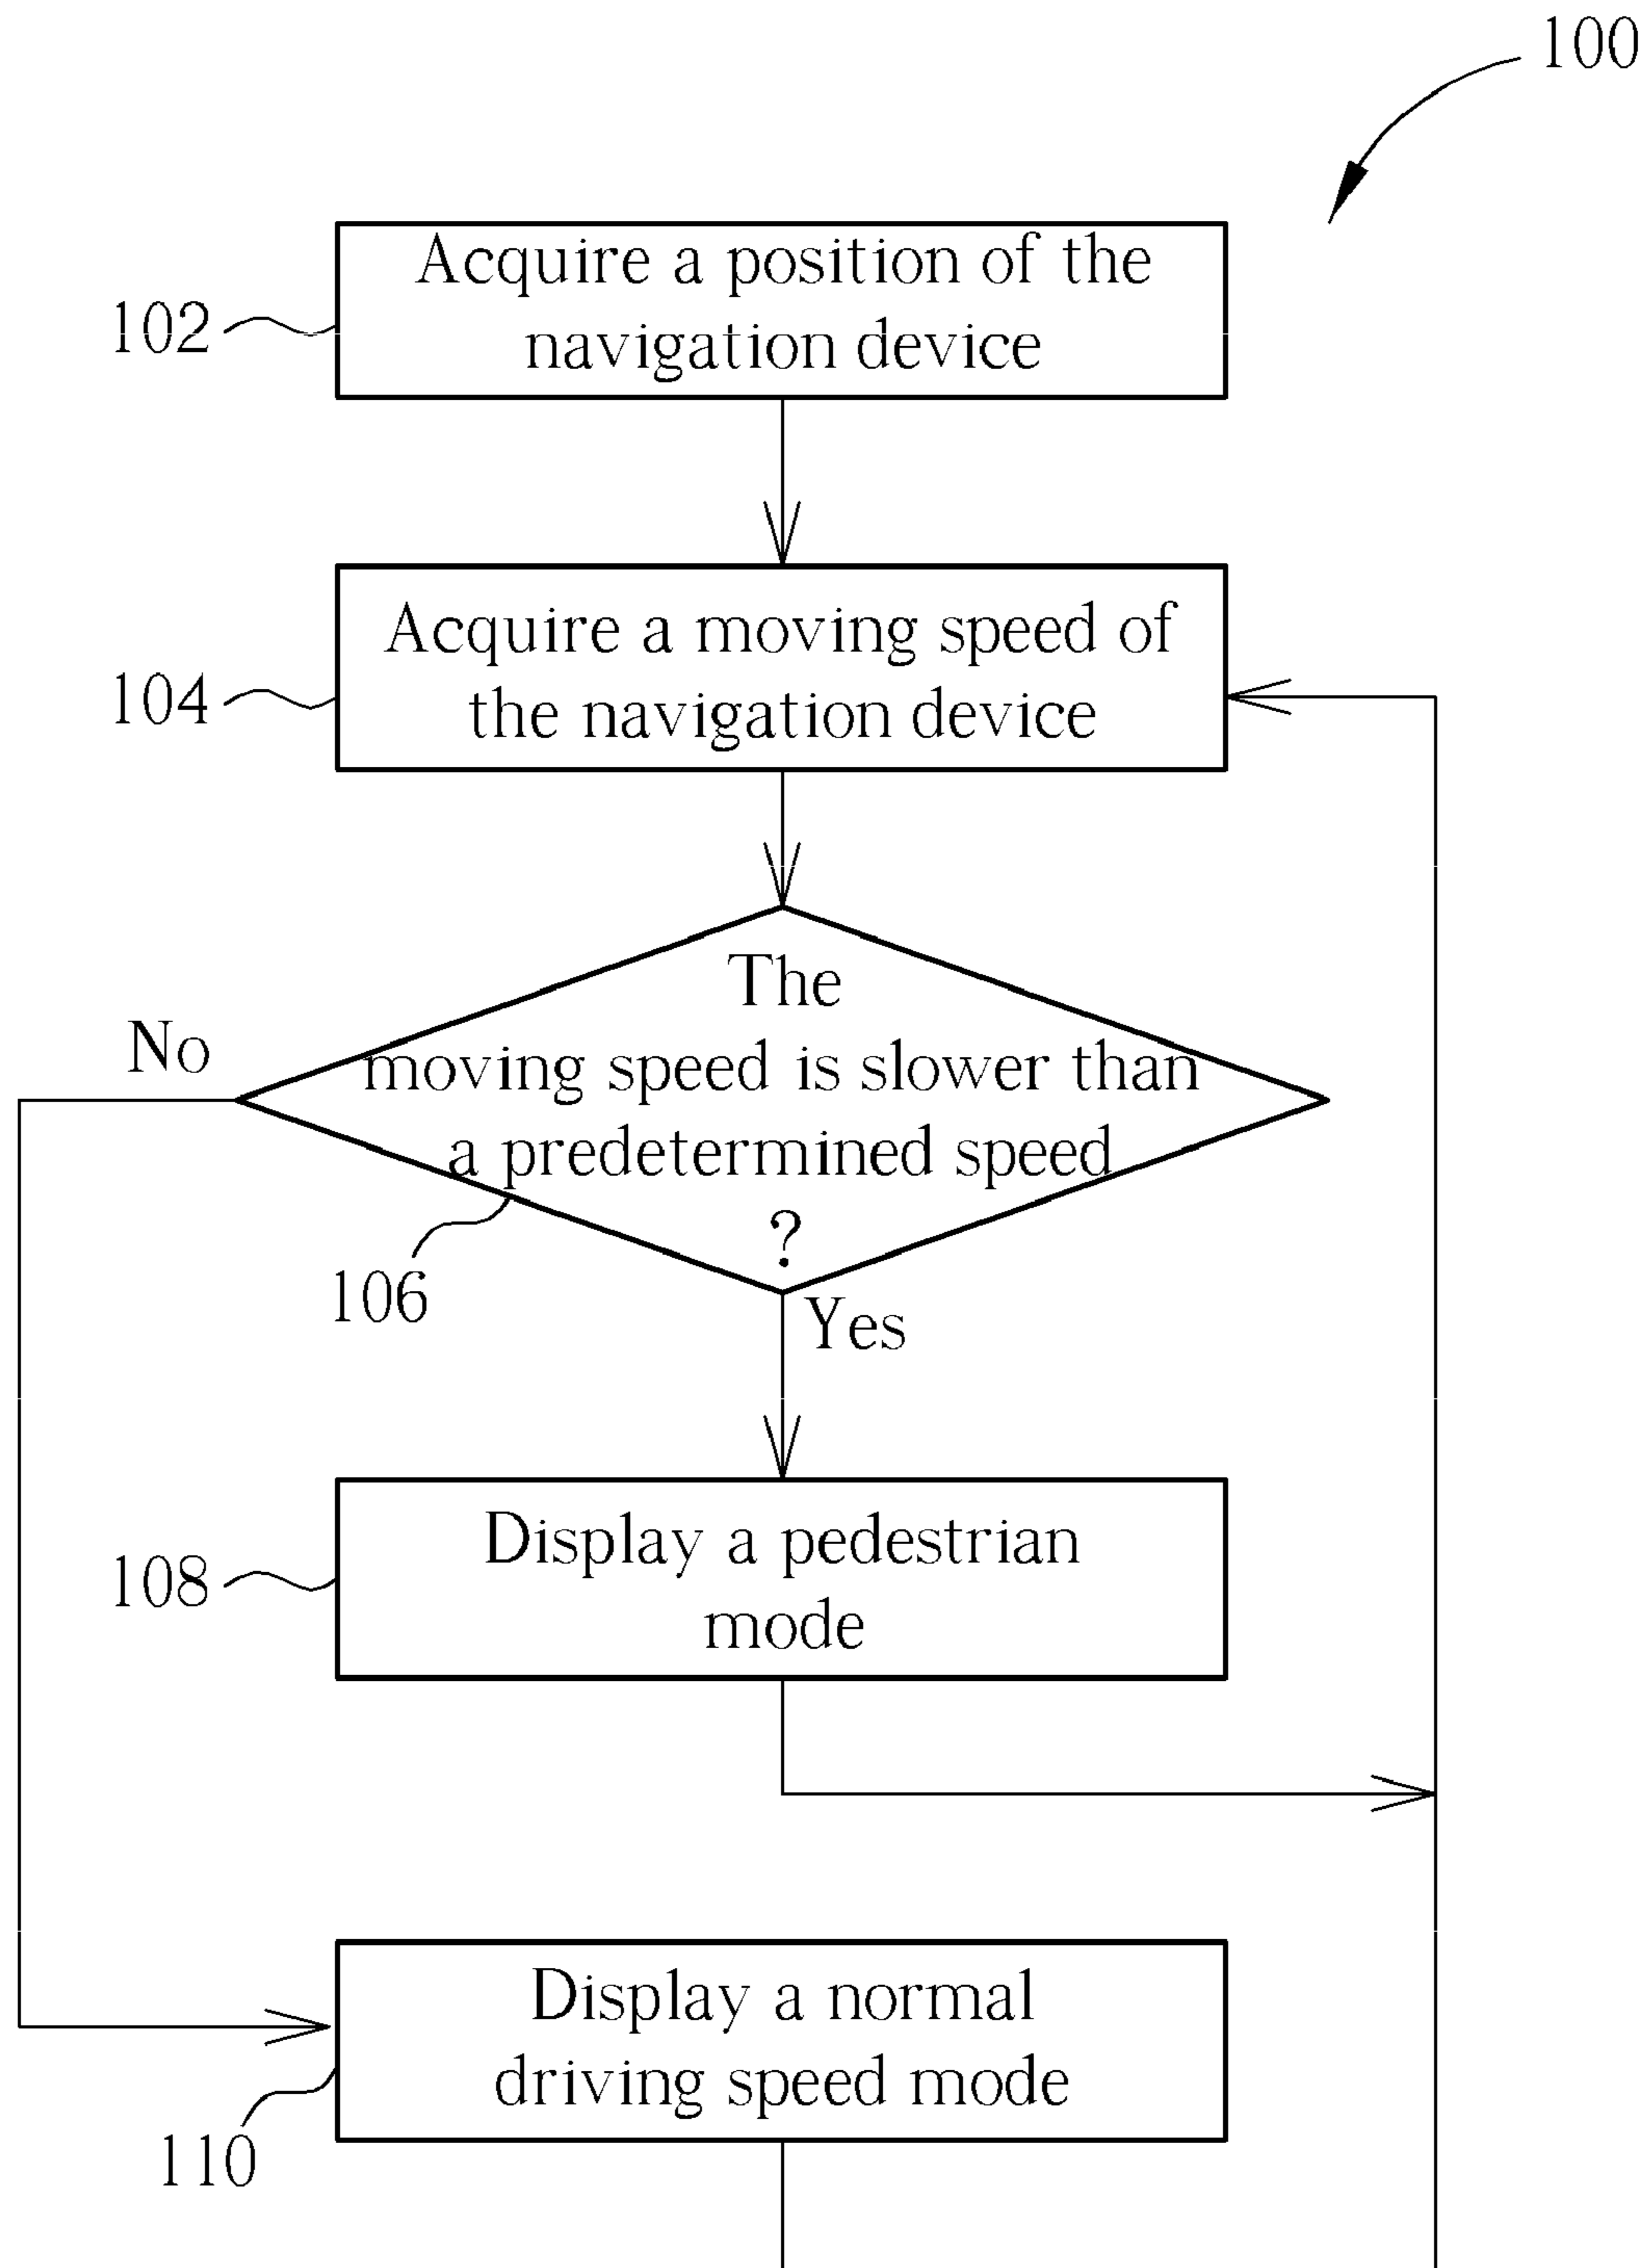 100
Acquire a position of the
navigation device
102
Acquire a moving speed of
the navigation device
104
The
moving speed is slower than
a predetermined speed
?
No
106
Yes
Display a pedestrian
mode
108
Display a normal
driving speed mode
110